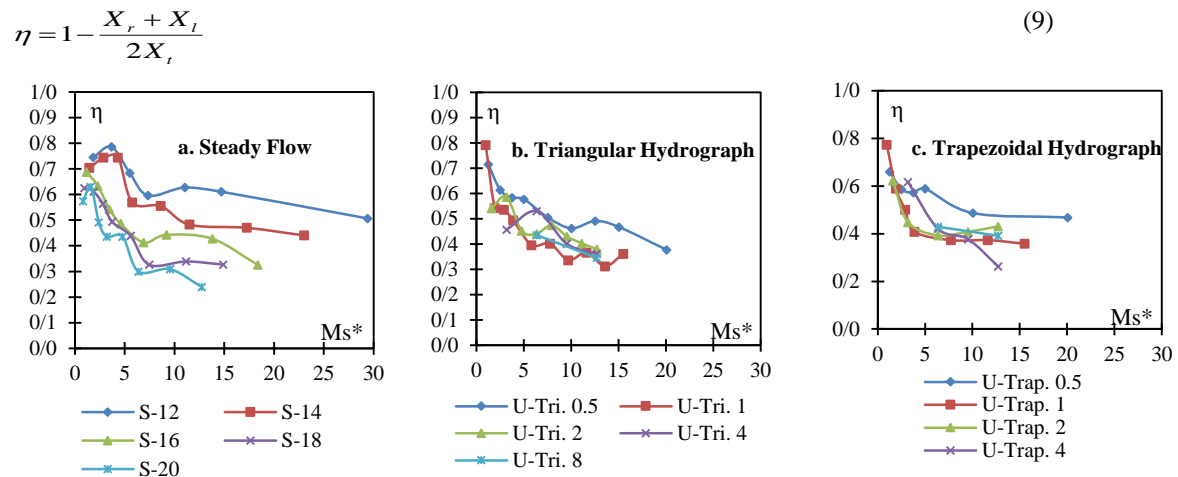 η = 1 − (X_r + X_l) / (2X_t) (9)
a. Steady Flow
η
1/0
0/9
0/8
0/7
0/6
0/5
0/4
0/3
0/2
0/1
0/0
Ms*
0 5 10 15 20 25 30
S-12 S-14
S-16 S-18
S-20
b. Triangular Hydrograph
η
1/0
0/9
0/8
0/7
0/6
0/5
0/4
0/3
0/2
0/1
0/0
Ms*
0 5 10 15 20 25 30
U-Tri. 0.5 U-Tri. 1
U-Tri. 2 U-Tri. 4
U-Tri. 8
c. Trapezoidal Hydrograph
η
1/0
0/8
0/6
0/4
0/2
0/0
Ms*
0 5 10 15 20 25 30
U-Trap. 0.5
U-Trap. 1
U-Trap. 2
U-Trap. 4